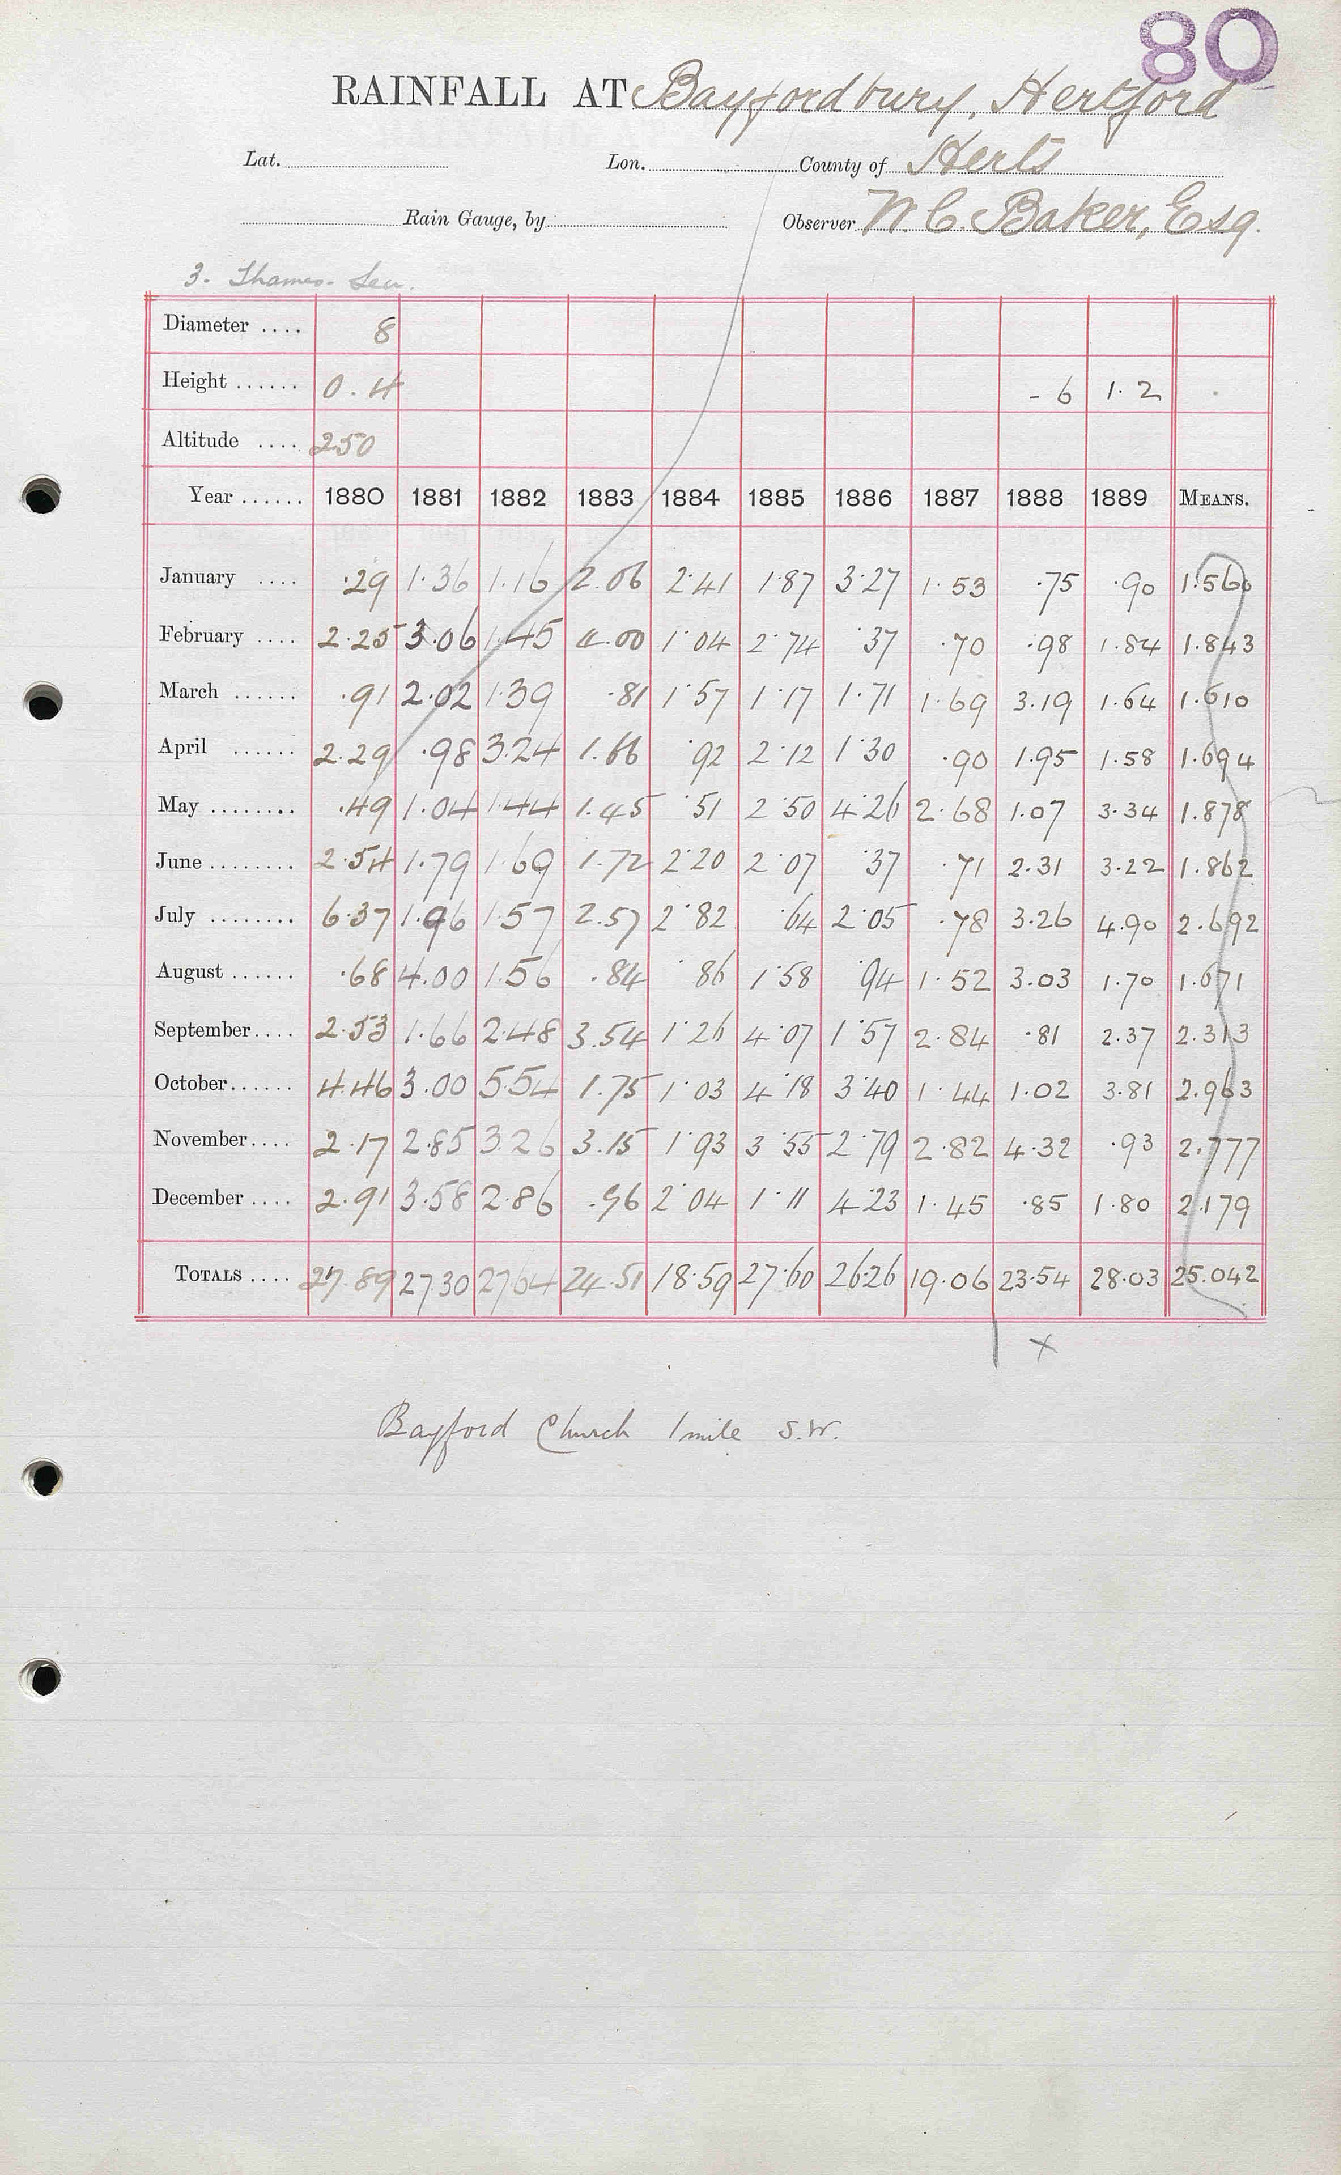 80
RAINFALL AT Bayfordbury, Hertford
Lat. Lon. County of Herts
Rain Gauge, by Observer W. C. Baker, Esq.
3. Thames. Lea.
Diameter .... 8
Height ...... 0.4 - 6 1.2
Altitude .... 250
Year ...... 1880 1881 1882 1883 1884 1885 1886 1887 1888 1889 MEANS.
January .... .29 1.36 1.16 2.06 2.41 1.87 3.27 1.53 .75 .90 1.560
February .... 2.25 3.06 1.45 4.00 1.04 2.74 .37 .70 .98 1.84 1.843
March ...... .91 2.02 1.39 .81 1.57 1.17 1.71 1.69 3.19 1.64 1.610
April ...... 2.29 .98 3.24 1.66 .92 2.12 1.30 .90 1.95 1.58 1.694
May ........ .49 1.04 1.44 1.45 .51 2.50 4.26 2.68 1.07 3.34 1.878
June ........ 2.54 1.79 1.69 1.72 2.20 2.07 .37 .71 2.31 3.22 1.862
July ........ 6.37 1.96 1.57 2.57 2.82 .64 2.05 .78 3.26 4.90 2.692
August ...... .68 4.00 1.56 .84 .86 1.58 .94 1.52 3.03 1.70 1.671
September.... 2.53 1.66 2.48 3.54 1.26 4.07 1.57 2.84 .81 2.37 2.313
October...... 4.46 3.00 5.54 1.75 1.03 4.18 3.40 1.44 1.02 3.81 2.963
November.... 2.17 2.85 3.26 3.15 1.93 3.55 2.79 2.82 4.32 .93 2.777
December .... 2.91 3.58 2.86 .96 2.04 1.11 4.23 1.45 .85 1.80 2.179
TOTALS .... 27.89 27.30 27.64 24.51 18.59 27.60 26.26 19.06 23.54 28.03 25.042
x
Bayford Church 1 mile S.W.